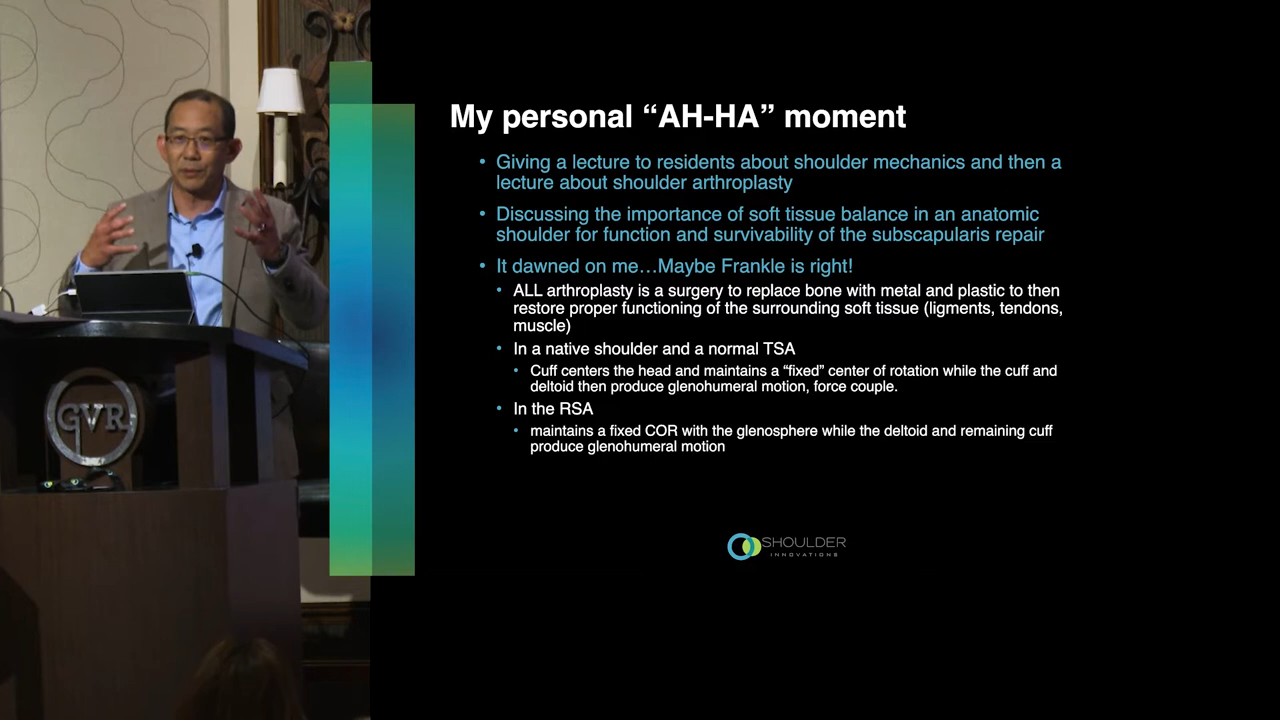 My personal “AH-HA” moment
• Giving a lecture to residents about shoulder mechanics and then a
lecture about shoulder arthroplasty
• Discussing the importance of soft tissue balance in an anatomic
shoulder for function and survivability of the subscapularis repair
• It dawned on me…Maybe Frankle is right!
• ALL arthroplasty is a surgery to replace bone with metal and plastic to then
restore proper functioning of the surrounding soft tissue (ligments, tendons,
muscle)
• In a native shoulder and a normal TSA
• Cuff centers the head and maintains a “fixed” center of rotation while the cuff and
deltoid then produce glenohumeral motion, force couple.
• In the RSA
• maintains a fixed COR with the glenosphere while the deltoid and remaining cuff
produce glenohumeral motion
GVR
SHOULDER
INNOVATIONS